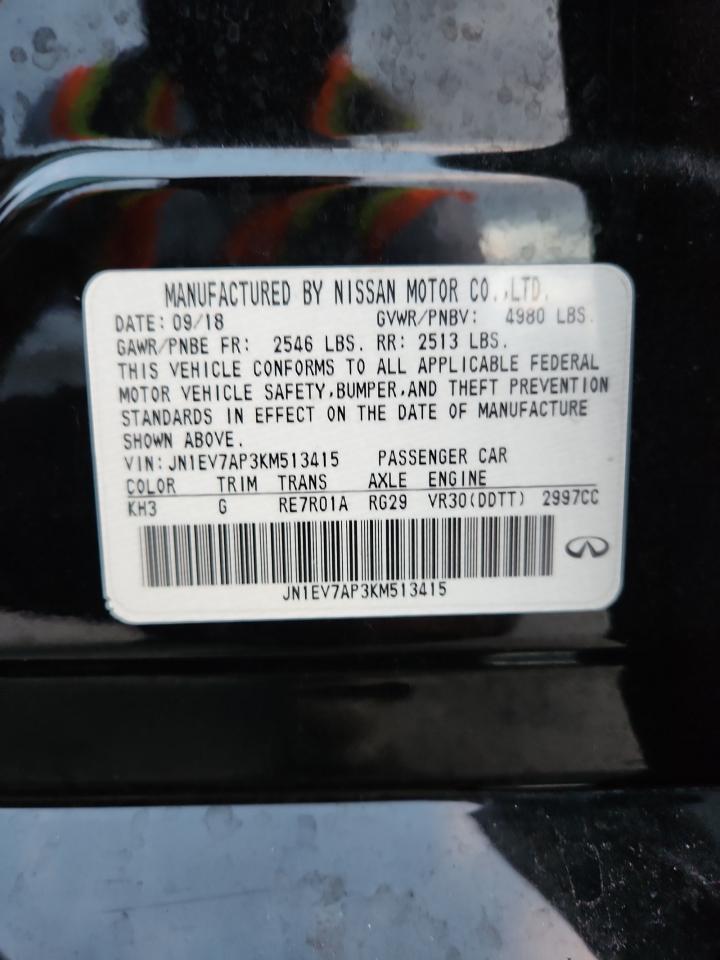 MANUFACTURED BY NISSAN MOTOR CO.,LTD.
DATE: 09/18 GVWR/PNBV: 4980 LBS.
GAWR/PNBE FR: 2546 LBS. RR: 2513 LBS.
THIS VEHICLE CONFORMS TO ALL APPLICABLE FEDERAL
MOTOR VEHICLE SAFETY,BUMPER,AND THEFT PREVENTION
STANDARDS IN EFFECT ON THE DATE OF MANUFACTURE
SHOWN ABOVE.
VIN: JN1EV7AP3KM513415 PASSENGER CAR
COLOR TRIM TRANS AXLE ENGINE
KH3 G RE7R01A RG29 VR30(DDTT) 2997CC
JN1EV7AP3KM513415